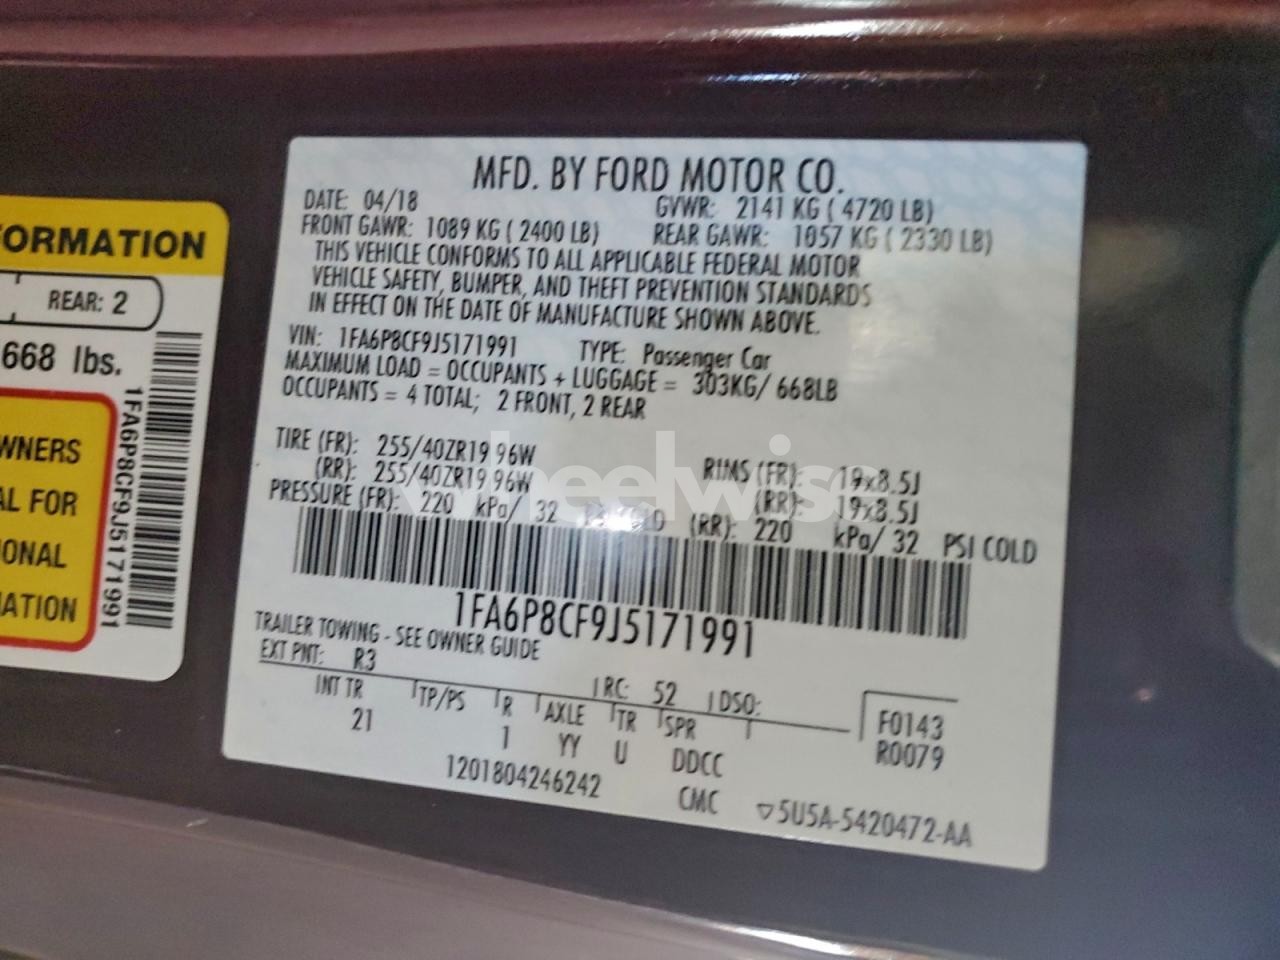 FORMATION
REAR: 2
668 lbs.
1FA6P8CF9J5171991
WNERS
AL FOR
ONAL
ATION
MFD. BY FORD MOTOR CO.
DATE: 04/18 GVWR: 2141 KG ( 4720 LB)
FRONT GAWR: 1089 KG ( 2400 LB) REAR GAWR: 1057 KG ( 2330 LB)
THIS VEHICLE CONFORMS TO ALL APPLICABLE FEDERAL MOTOR
VEHICLE SAFETY, BUMPER, AND THEFT PREVENTION STANDARDS
IN EFFECT ON THE DATE OF MANUFACTURE SHOWN ABOVE.
VIN: 1FA6P8CF9J5171991 TYPE: Passenger Car
MAXIMUM LOAD = OCCUPANTS + LUGGAGE = 303KG/ 668LB
OCCUPANTS = 4 TOTAL; 2 FRONT, 2 REAR
TIRE (FR): 255/40ZR19 96W RIMS (FR): 19x8.5J
(RR): 255/40ZR19 96W (RR): 19x8.5J
PRESSURE (FR): 220 kPa/ 32 PSI COLD (RR): 220 kPa/ 32 PSI COLD
wheelwise
1FA6P8CF9J5171991
TRAILER TOWING - SEE OWNER GUIDE
EXT PNT: R3 RC: 52 DSO:
INT TR TP/PS R AXLE TR SPR F0143
21 1 YY U DDCC R0079
1201804246242 CMC ▽5U5A-5420472-AA